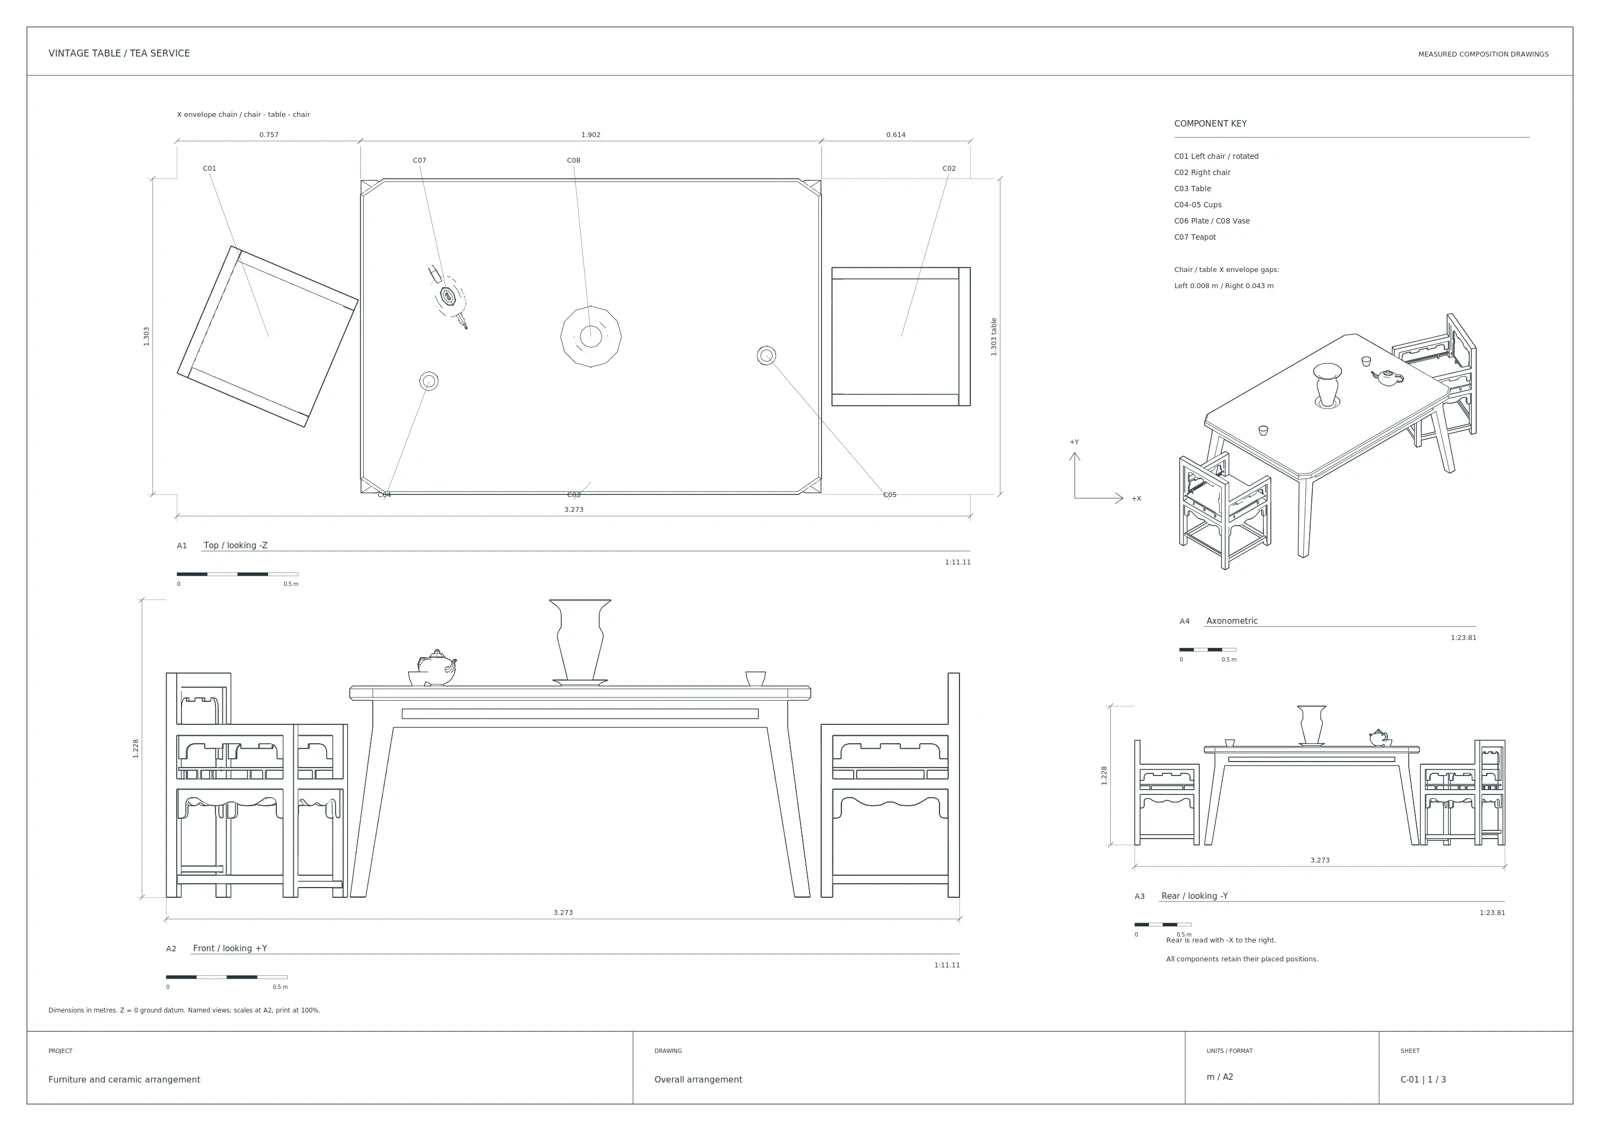 VINTAGE TABLE / TEA SERVICE
MEASURED COMPOSITION DRAWINGS
X envelope chain / chair - table - chair
0.757
1.902
0.614
C07
C08
C01
C02
1.303
1.303 table
C04
C03
C05
3.273
A1 Top / looking -Z
1:11.11
0 0.5 m
COMPONENT KEY
C01 Left chair / rotated
C02 Right chair
C03 Table
C04-05 Cups
C06 Plate / C08 Vase
C07 Teapot
Chair / table X envelope gaps:
Left 0.008 m / Right 0.043 m
+Y
+X
A4 Axonometric
1:23.81
0 0.5 m
1.228
3.273
A2 Front / looking +Y
1:11.11
0 0.5 m
1.228
3.273
A3 Rear / looking -Y
1:23.81
0 0.5 m
Rear is read with -X to the right.
All components retain their placed positions.
Dimensions in metres. Z = 0 ground datum. Named views; scales at A2, print at 100%.
PROJECT
Furniture and ceramic arrangement
DRAWING
Overall arrangement
UNITS / FORMAT
m / A2
SHEET
C-01 | 1 / 3